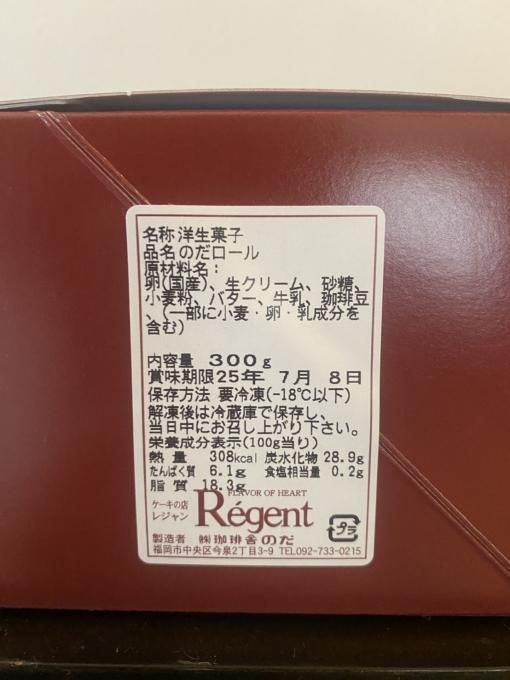 名称 洋生菓子
品名 のだロール
原材料名：
卵(国産)、生クリーム、砂糖、
小麦粉、バター、牛乳、珈琲豆
、(一部に小麦・卵・乳成分を
含む)
内容量 300g
賞味期限25年 7月 8日
保存方法 要冷凍(-18℃以下)
解凍後は冷蔵庫で保存し、
当日中にお召し上がり下さい。
栄養成分表示(100g当り)
熱量 308kcal 炭水化物 28.9g
たんぱく質 6.1g 食塩相当量 0.2g
脂質 18.3g
FLAVOR OF HEART
ケーキの店
レジャン
Régent
プラ
製造者 ㈱珈琲舎のだ
福岡市中央区今泉2丁目3-9 TEL092-733-0215